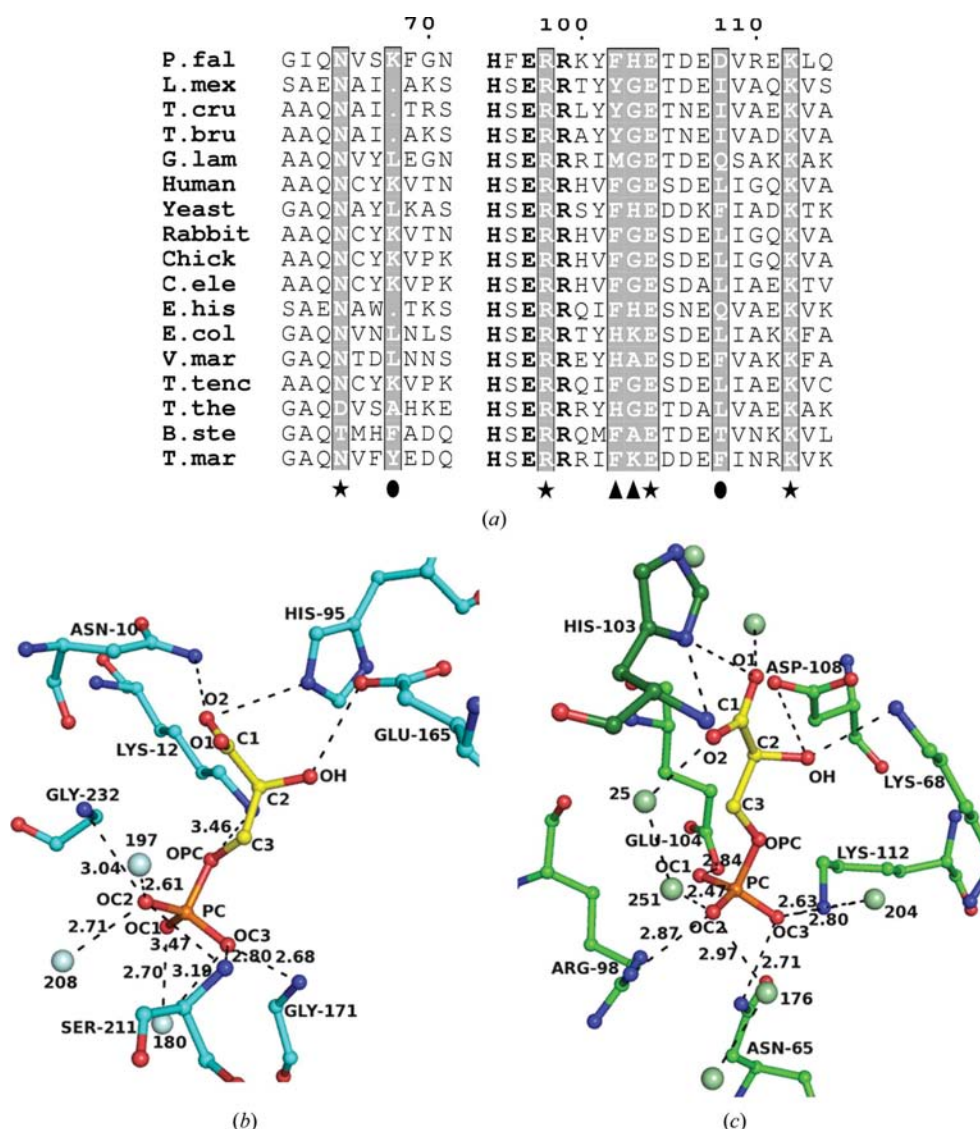 70 100 110
P.fal GIQNVSKFGN HFERRKYFHETDEDVREKLQ
L.mex SAENAI.AKS HSERRTYYGETDEIVAQKVS
T.cru AAQNAI.AKS HSERRLYYGETNEIVAEKVA
T.bru AAQNAI.AKS HSERRAYYGETNEIVADKVA
G.lam AAQNVYLEGN HSERRRIMGETDEQSAKKAK
Human AAQNCYKVTN HSERRHVFGESDELIGQKVA
Yeast GAQNAYLKAS HSERRSYFHEDDKFIADKTK
Rabbit AAQNCYKVTN HSERRHVFGESDELIGQKVA
Chick AAQNCYKVPK HSERRHVFGESDELIGQKVA
C.ele AAQNCYKVPK HSERRHVFGESDALIAEKTV
E.his SAENAW.TKS HSERRQIFHESNEQVAEKVK
E.col GAQNVNLNLS HSERRTYHKESDELIAKKFA
V.mar AAQNTDLNNS HSERREYHAESDEFVAKKFA
T.tenc AAQNCYKVPK HSERRQIFGESDELIAEKVC
T.the GAQDVSAHKE HSERRRYHGETDALVAEKAK
B.ste GAQTMHFADQ HSERRQMFAETDETVNKKVL
T.mar GAQNVFYEDQ HSERRRIFKEDDEFINRKVK
(a)
ASN-10
HIS-95
O2
O1 C1
LYS-12
GLU-165
OH
C2
GLY-232
C3
3.46
197
OPC
3.04
2.61
OC2
PC
2.71
OC1
OC3
3.47
2.80 2.68
208
2.70 3.19
GLY-171
SER-211
180
(b)
HIS-103
O1
ASP-108
C1
C2
O2
OH
LYS-68
25
C3
GLU-104
OPC
OC1 2.84
LYS-112
2.47 PC
251
2.63
OC2
2.80
204
OC3
2.87
2.97
2.71
ARG-98
176
ASN-65
(c)